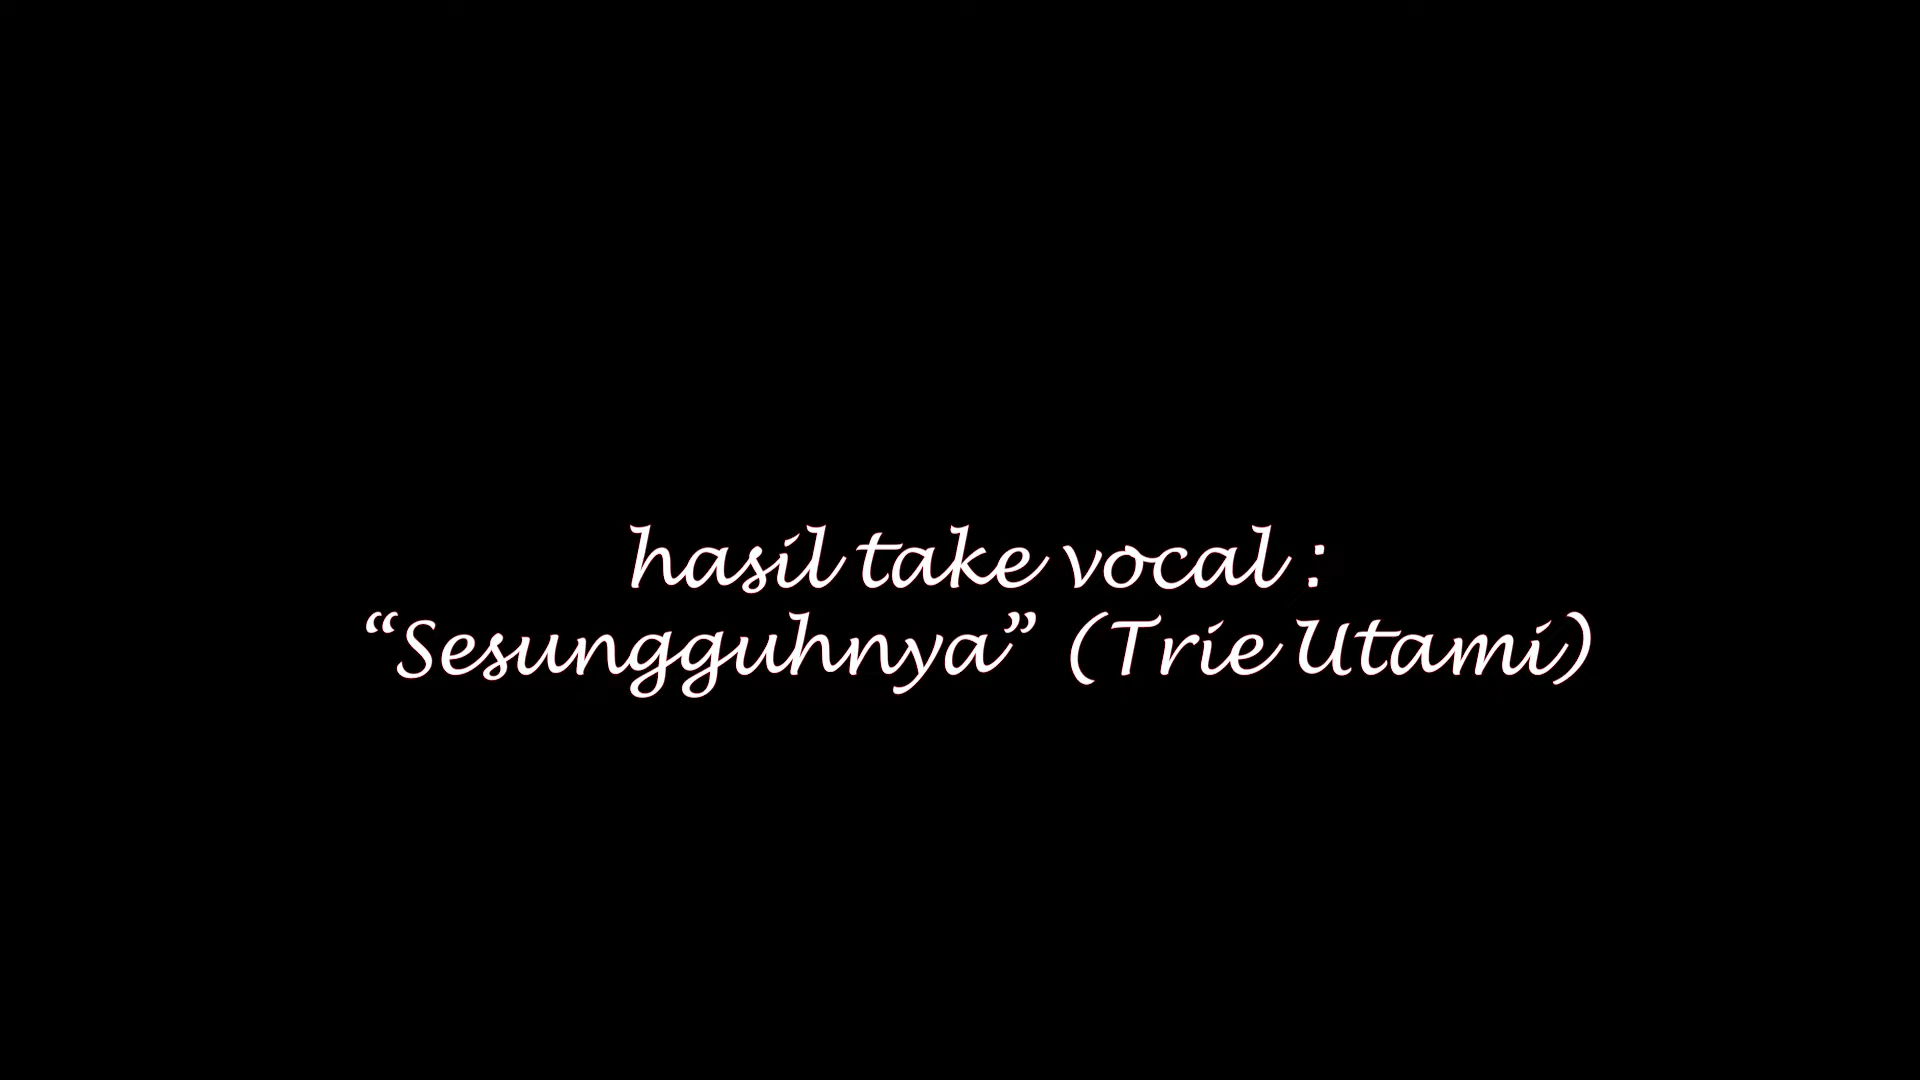 hasil take vocal :
“Sesungguhnya” (Trie Utami)